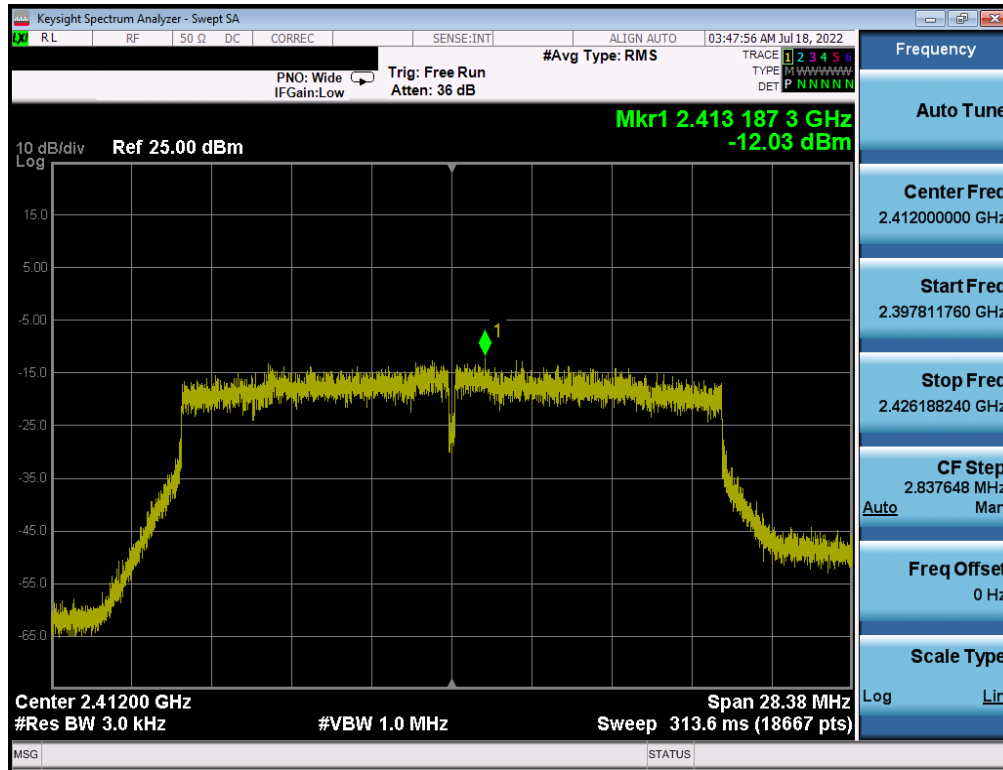 Keysight Spectrum Analyzer - Swept SA
LXI RL RF 50 Ω DC CORREC SENSE:INT ALIGN AUTO 03:47:56 AM Jul 18, 2022
PNO: Wide
IFGain:Low
Trig: Free Run
Atten: 36 dB
#Avg Type: RMS
TRACE 1 2 3 4 5 6
TYPE M W W W W W
DET P N N N N N
Mkr1 2.413 187 3 GHz
-12.03 dBm
10 dB/div
Log
Ref 25.00 dBm
15.0
5.00
-5.00
-15.0
-25.0
-35.0
-45.0
-55.0
-65.0
1
Center 2.41200 GHz
#Res BW 3.0 kHz
#VBW 1.0 MHz
Span 28.38 MHz
Sweep 313.6 ms (18667 pts)
MSG
STATUS
Frequency
Auto Tune
Center Freq
2.412000000 GHz
Start Freq
2.397811760 GHz
Stop Freq
2.426188240 GHz
CF Step
2.837648 MHz
Auto Man
Freq Offset
0 Hz
Scale Type
Log Lin